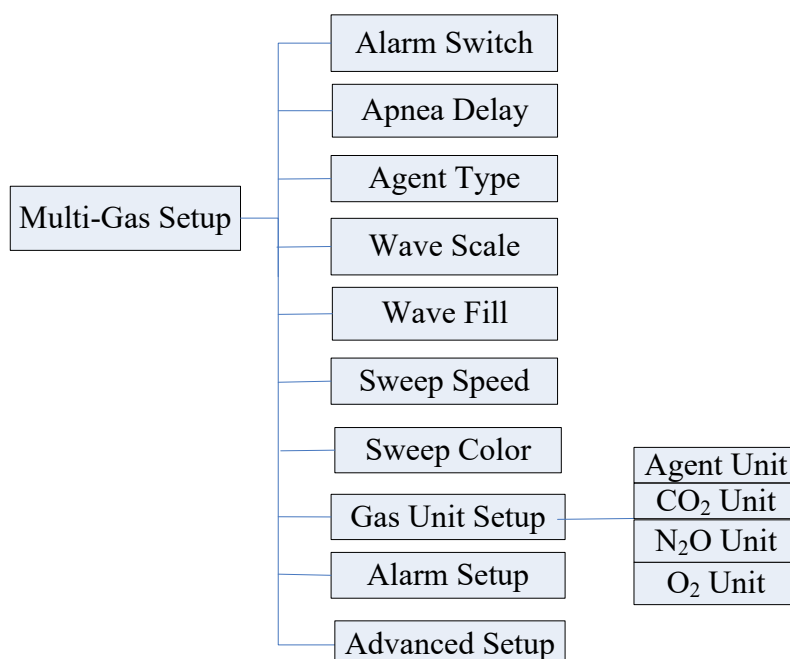 Multi-Gas Setup
Alarm Switch
Apnea Delay
Agent Type
Wave Scale
Wave Fill
Sweep Speed
Sweep Color
Gas Unit Setup
Agent Unit
CO₂ Unit
N₂O Unit
O₂ Unit
Alarm Setup
Advanced Setup